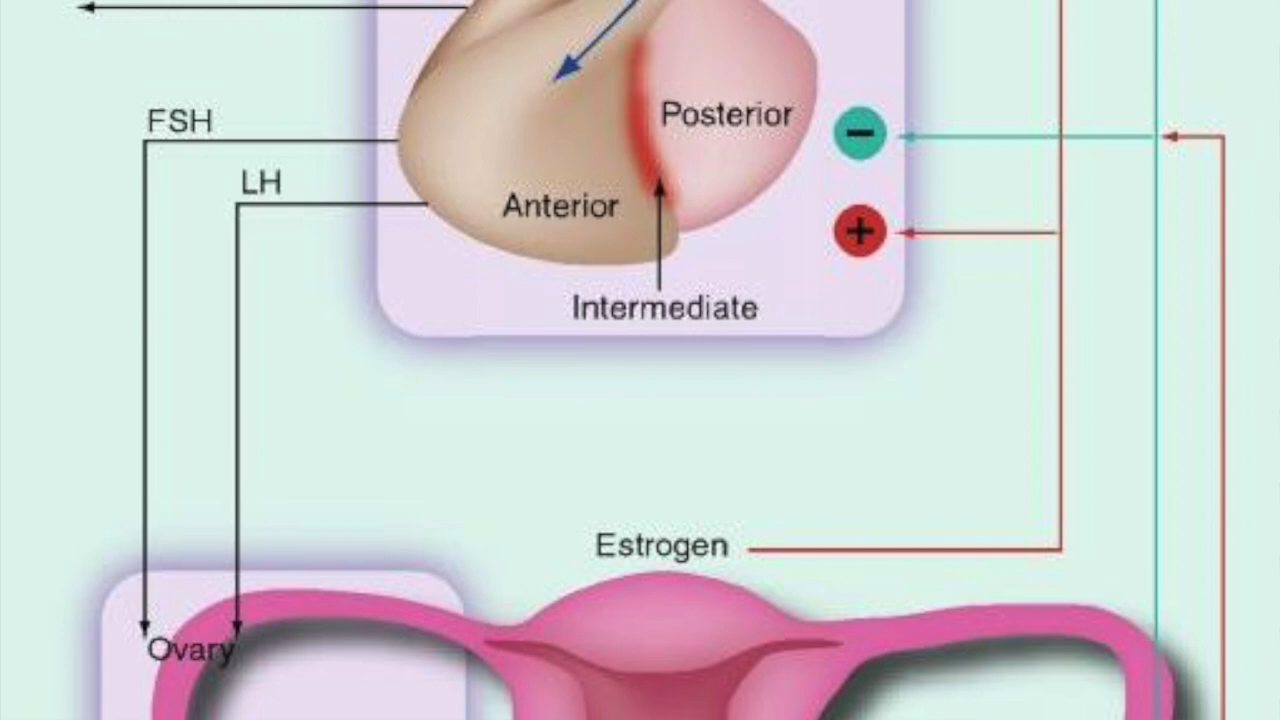 FSH
Posterior
−
LH
Anterior
+
Intermediate
Estrogen
Ovary